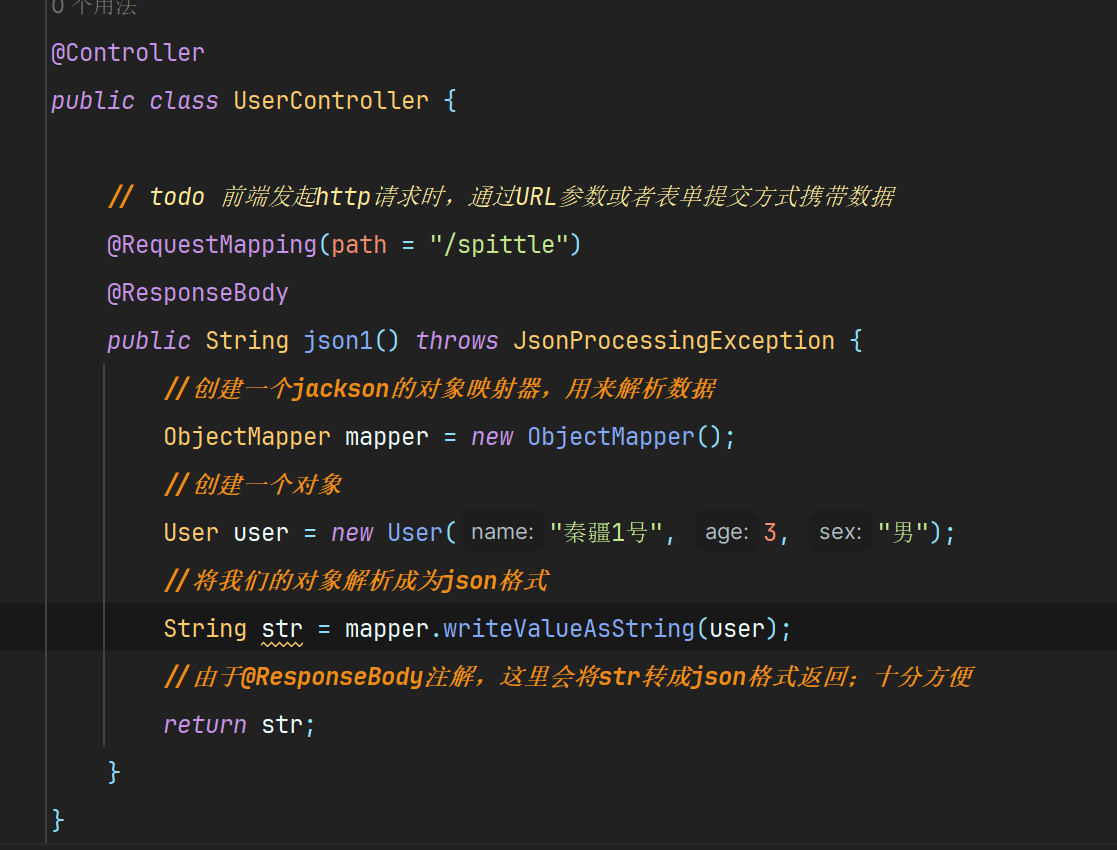 0 个用法
@Controller
public class UserController {
// todo 前端发起http请求时，通过URL参数或者表单提交方式携带数据
@RequestMapping(path = "/spittle")
@ResponseBody
public String json1() throws JsonProcessingException {
//创建一个jackson的对象映射器，用来解析数据
ObjectMapper mapper = new ObjectMapper();
//创建一个对象
User user = new User( name: "秦疆1号", age: 3, sex: "男");
//将我们的对象解析成为json格式
String str = mapper.writeValueAsString(user);
//由于@ResponseBody注解，这里会将str转成json格式返回；十分方便
return str;
}
}